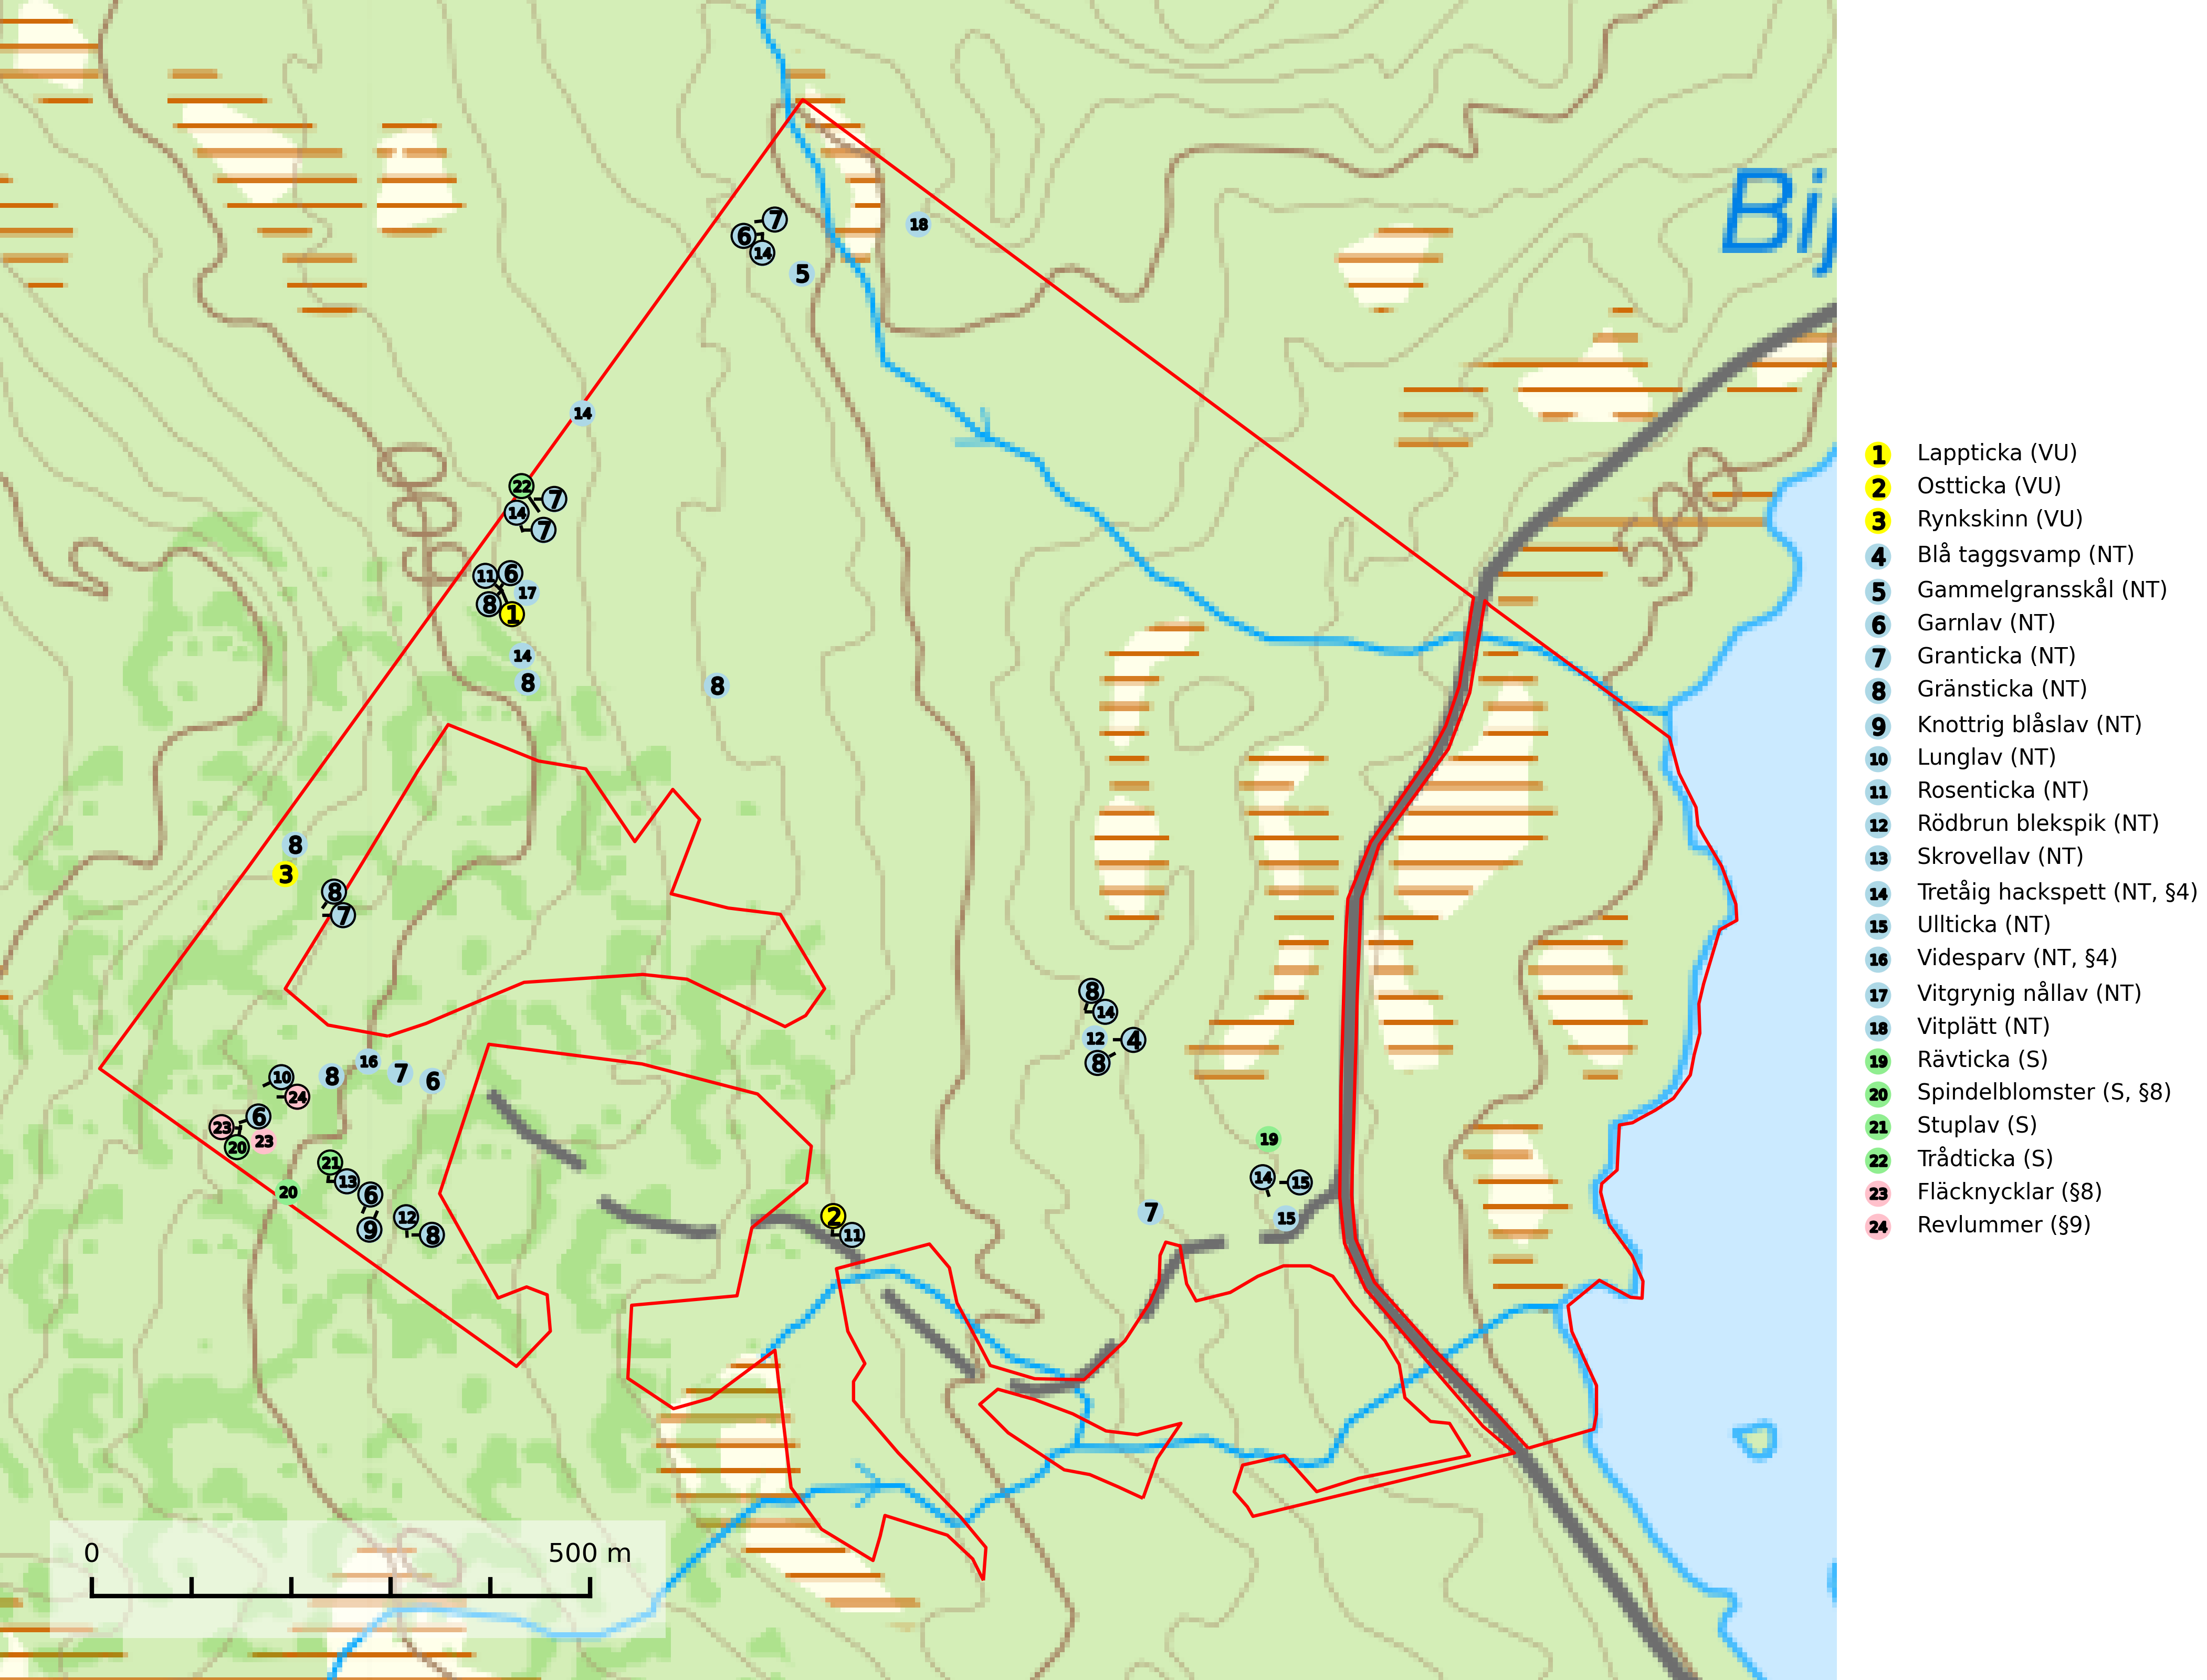 Bij
7
6
14
18
5
14
22
7
14
7
360
11
6
17
8
1
14
8
8
380
8
3
8
7
8
14
12
4
8
16
10
8
7
6
24
6
23
20
23
19
21
13
14
15
20
6
12
9
8
7
2
11
15
0 500 m
1 Lappticka (VU)
2 Ostticka (VU)
3 Rynkskinn (VU)
4 Blå taggsvamp (NT)
5 Gammelgransskål (NT)
6 Garnlav (NT)
7 Granticka (NT)
8 Gränsticka (NT)
9 Knottrig blåslav (NT)
10 Lunglav (NT)
11 Rosenticka (NT)
12 Rödbrun blekspik (NT)
13 Skrovellav (NT)
14 Tretåig hackspett (NT, §4)
15 Ullticka (NT)
16 Videsparv (NT, §4)
17 Vitgrynig nållav (NT)
18 Vitplätt (NT)
19 Rävticka (S)
20 Spindelblomster (S, §8)
21 Stuplav (S)
22 Trådticka (S)
23 Fläcknycklar (§8)
24 Revlummer (§9)